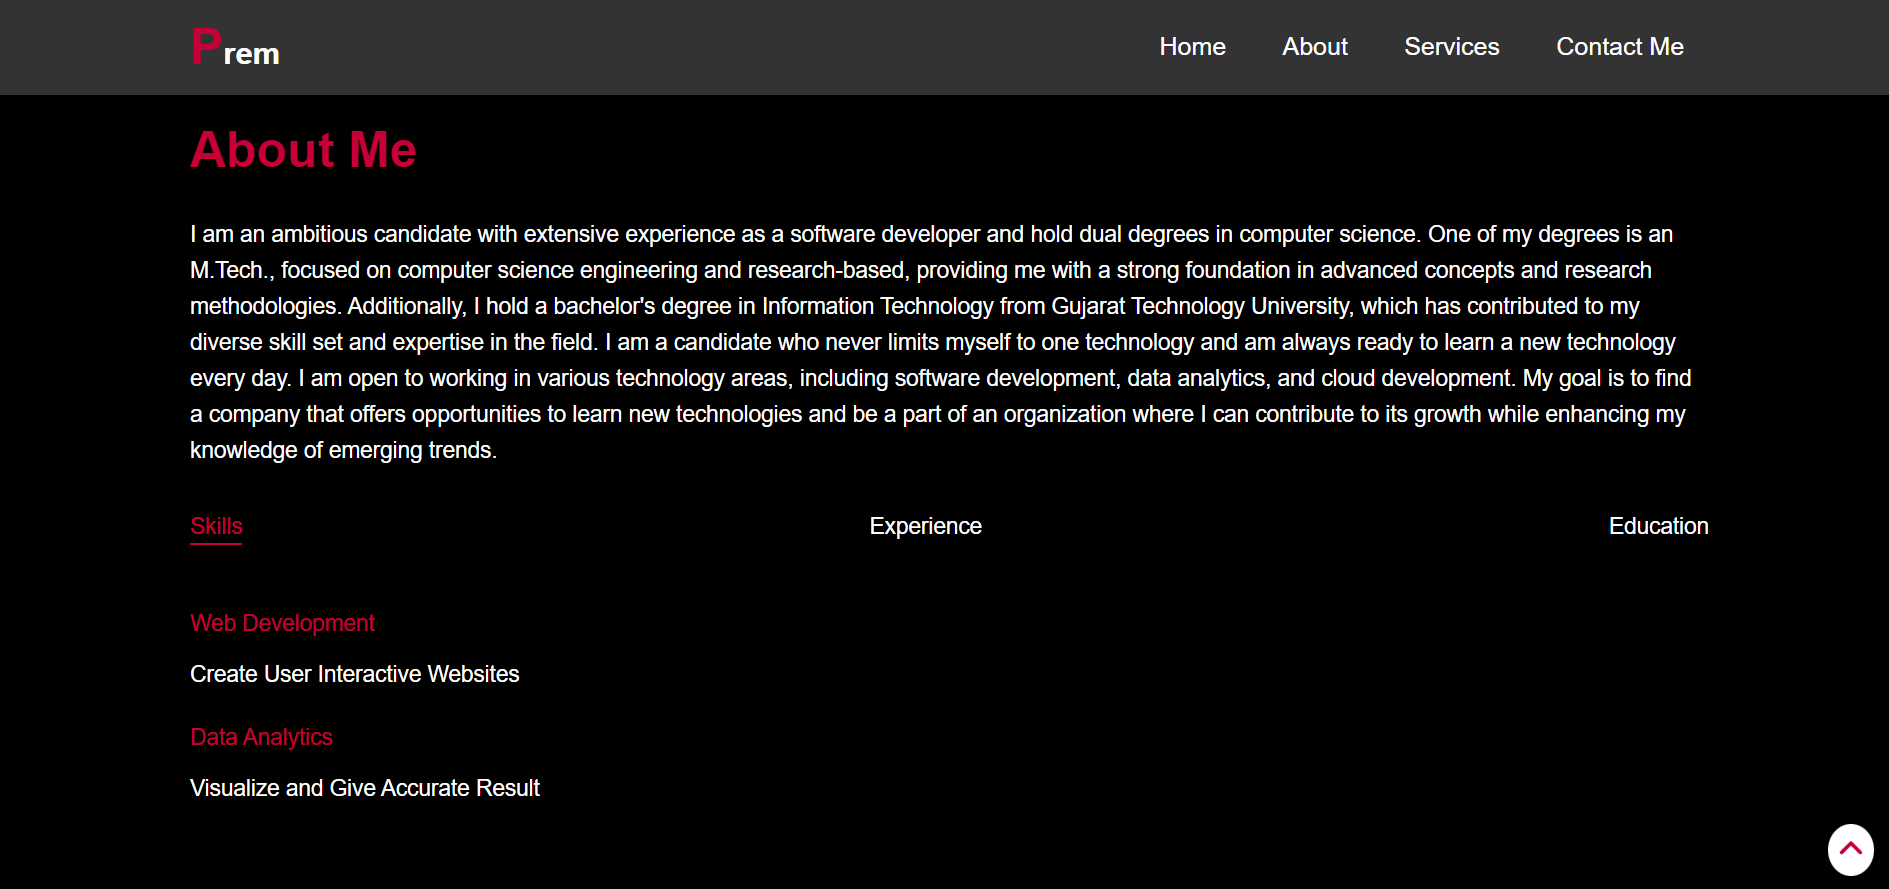 Prem
Home About Services Contact Me
About Me
I am an ambitious candidate with extensive experience as a software developer and hold dual degrees in computer science. One of my degrees is an
M.Tech., focused on computer science engineering and research-based, providing me with a strong foundation in advanced concepts and research
methodologies. Additionally, I hold a bachelor's degree in Information Technology from Gujarat Technology University, which has contributed to my
diverse skill set and expertise in the field. I am a candidate who never limits myself to one technology and am always ready to learn a new technology
every day. I am open to working in various technology areas, including software development, data analytics, and cloud development. My goal is to find
a company that offers opportunities to learn new technologies and be a part of an organization where I can contribute to its growth while enhancing my
knowledge of emerging trends.
Skills Experience Education
Web Development
Create User Interactive Websites
Data Analytics
Visualize and Give Accurate Result